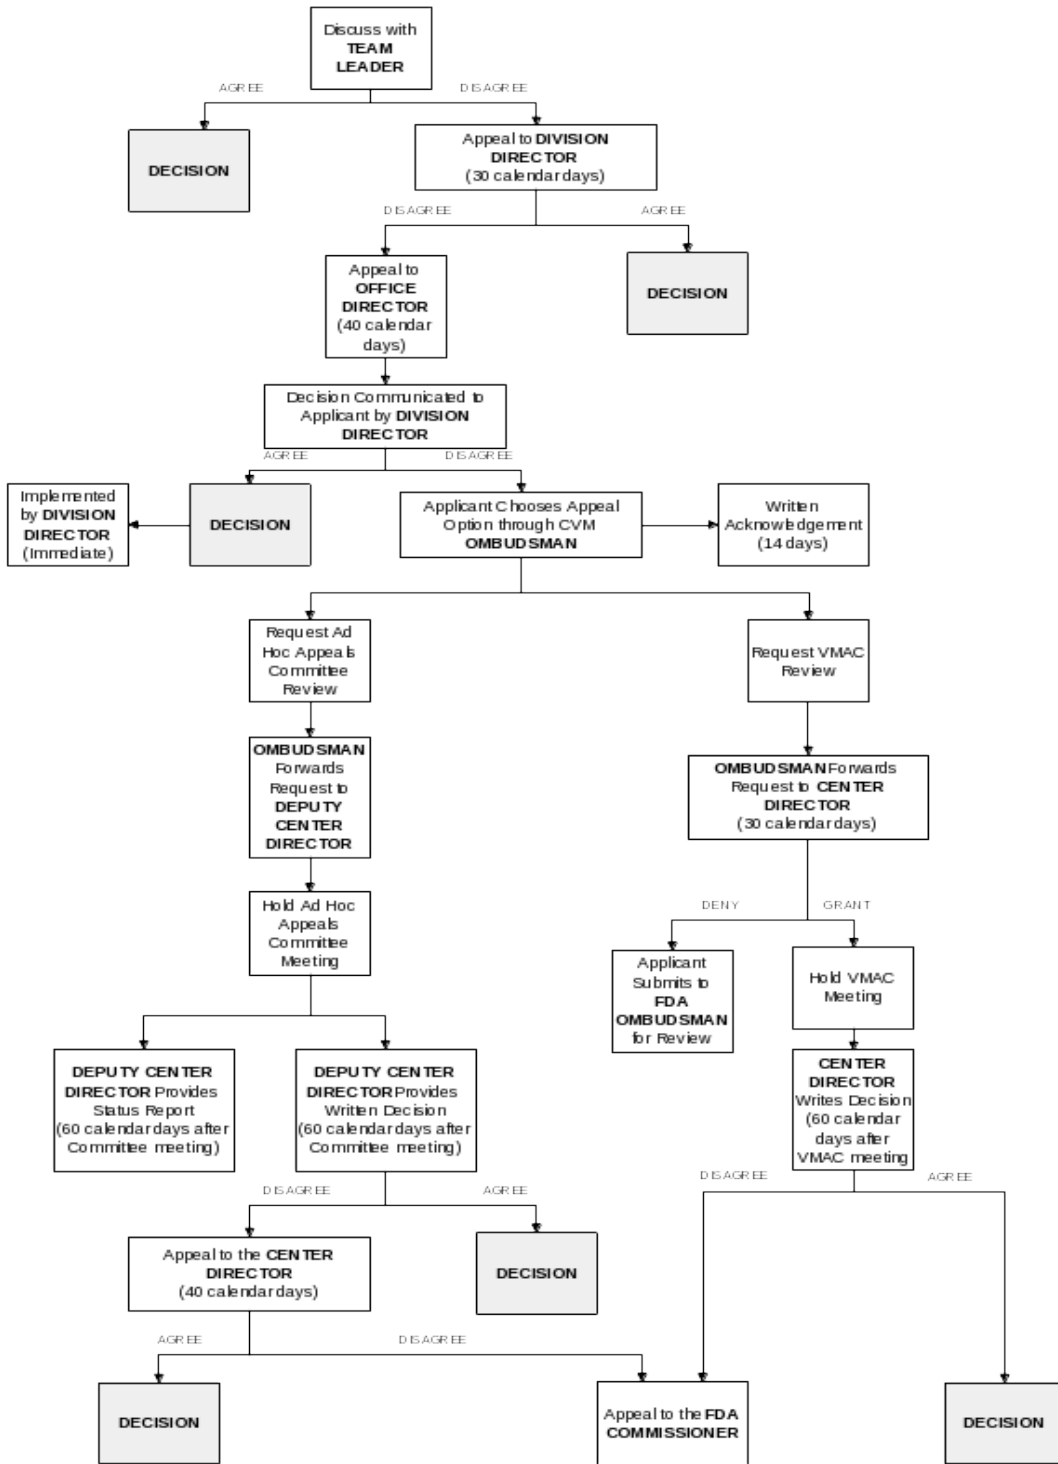 Discuss with
TEAM
LEADER
AGREE
DISAGREE
DECISION
Appeal to DIVISION
DIRECTOR
(30 calendar days)
DISAGREE
AGREE
Appeal to
OFFICE
DIRECTOR
(40 calendar
days)
DECISION
Decision Communicated to
Applicant by DIVISION
DIRECTOR
AGREE
DISAGREE
Implemented
by DIVISION
DIRECTOR
(Immediate)
DECISION
Applicant Chooses Appeal
Option through CVM
OMBUDSMAN
Written
Acknowledgement
(14 days)
Request Ad
Hoc Appeals
Committee
Review
Request VMAC
Review
OMBUDSMAN
Forwards
Request to
DEPUTY
CENTER
DIRECTOR
OMBUDSMAN Forwards
Request to CENTER
DIRECTOR
(30 calendar days)
Hold Ad Hoc
Appeals
Committee
Meeting
DENY
GRANT
Applicant
Submits to
FDA
OMBUDSMAN
for Review
Hold VMAC
Meeting
DEPUTY CENTER
DIRECTOR Provides
Status Report
(60 calendar days after
Committee meeting)
DEPUTY CENTER
DIRECTOR Provides
Written Decision
(60 calendar days after
Committee meeting)
CENTER
DIRECTOR
Writes Decision
(60 calendar
days after
VMAC meeting
DISAGREE
AGREE
DISAGREE
AGREE
Appeal to the CENTER
DIRECTOR
(40 calendar days)
DECISION
AGREE
DISAGREE
DECISION
Appeal to the FDA
COMMISSIONER
DECISION